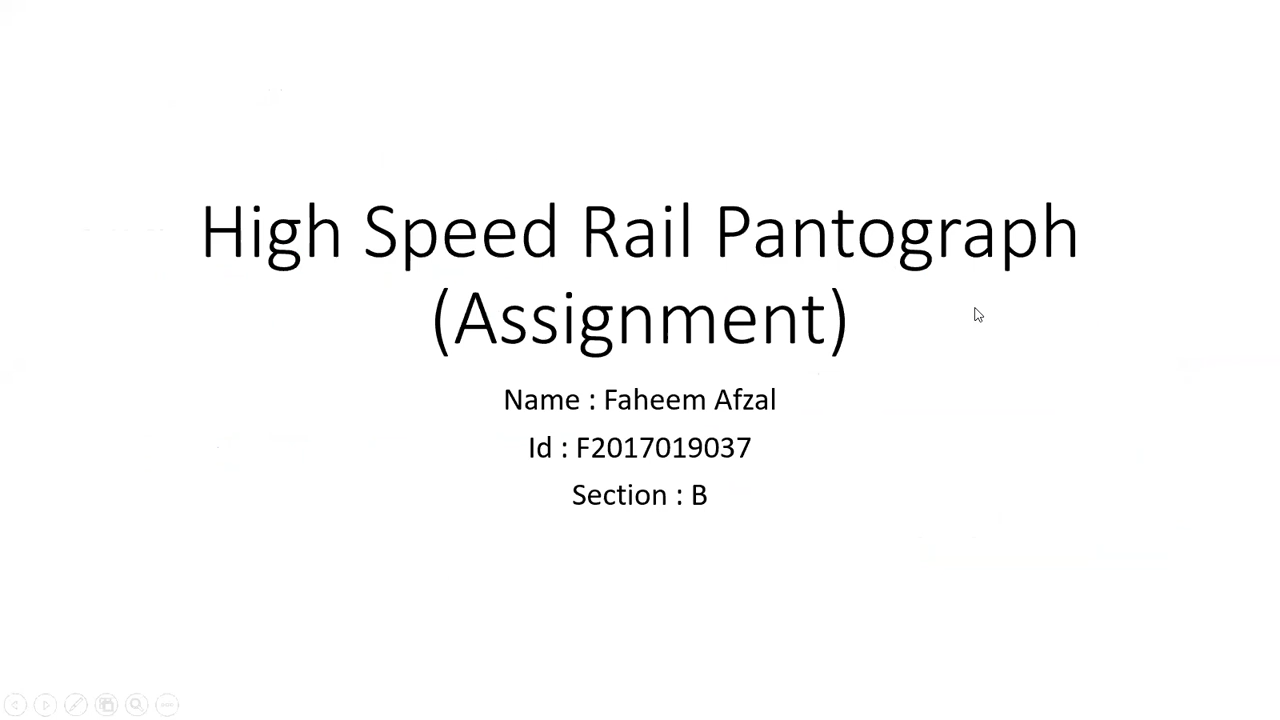 High Speed Rail Pantograph
(Assignment)
Name : Faheem Afzal
Id : F2017019037
Section : B